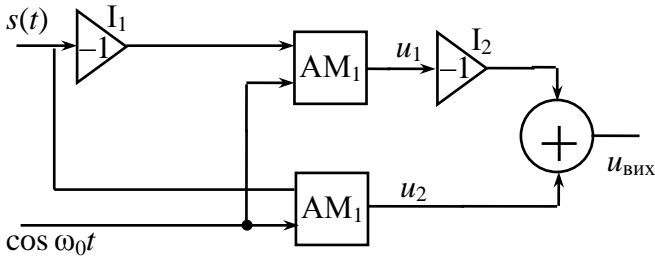 s(t)
I₁
−1
AM₁
u₁
I₂
−1
+
uвих
AM₁
u₂
cos ω₀t